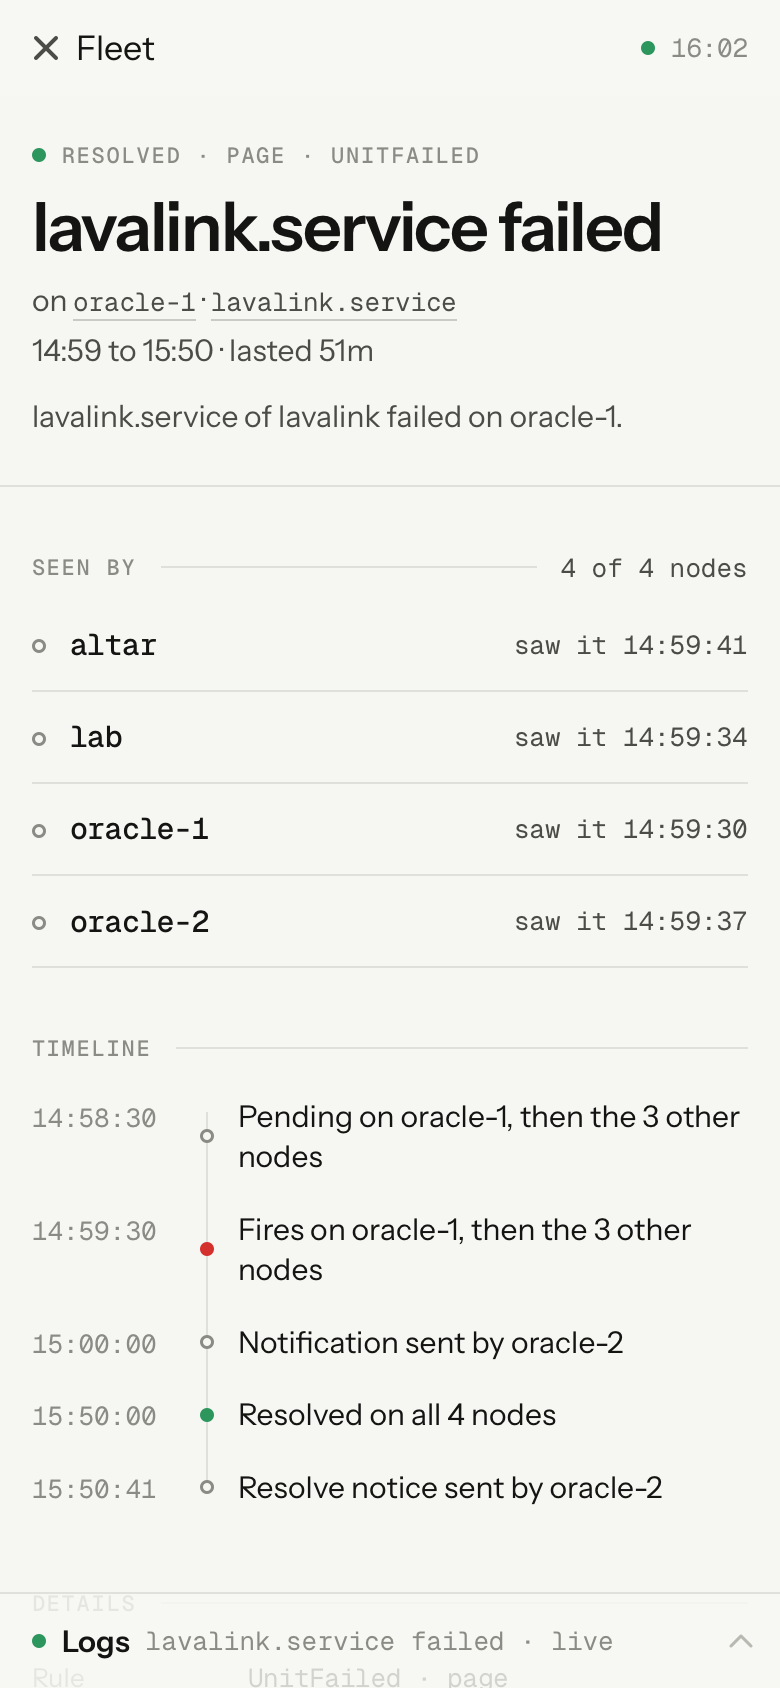 Fleet
16:02
RESOLVED · PAGE · UNITFAILED
lavalink.service failed
on oracle-1 · lavalink.service
14:59 to 15:50 · lasted 51m
lavalink.service of lavalink failed on oracle-1.
SEEN BY
4 of 4 nodes
altar
saw it 14:59:41
lab
saw it 14:59:34
oracle-1
saw it 14:59:30
oracle-2
saw it 14:59:37
TIMELINE
14:58:30
Pending on oracle-1, then the 3 other
nodes
14:59:30
Fires on oracle-1, then the 3 other
nodes
15:00:00
Notification sent by oracle-2
15:50:00
Resolved on all 4 nodes
15:50:41
Resolve notice sent by oracle-2
DETAILS
Logs lavalink.service failed · live
Rule
UnitFailed · page